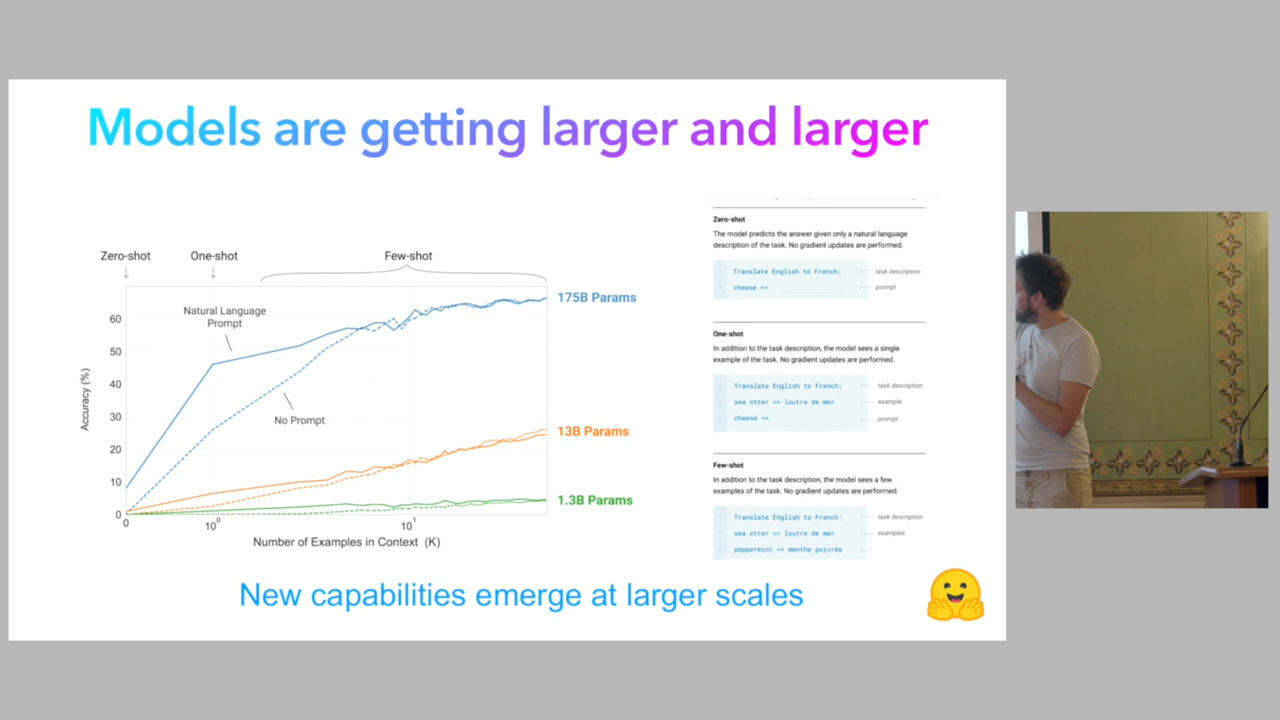 Models are getting larger and larger
Zero-shot
One-shot
Few-shot
Natural Language
Prompt
No Prompt
Accuracy (%)
60
50
40
30
20
10
0
0
10⁰
10¹
Number of Examples in Context (K)
175B Params
13B Params
1.3B Params
Zero-shot
The model predicts the answer given only a natural language
description of the task. No gradient updates are performed.
Translate English to French:
task description
cheese =>
prompt
One-shot
In addition to the task description, the model sees a single
example of the task. No gradient updates are performed.
Translate English to French:
task description
sea otter => loutre de mer
example
cheese =>
prompt
Few-shot
In addition to the task description, the model sees a few
examples of the task. No gradient updates are performed.
Translate English to French:
task description
sea otter => loutre de mer
examples
peppermint => menthe poivrée
New capabilities emerge at larger scales